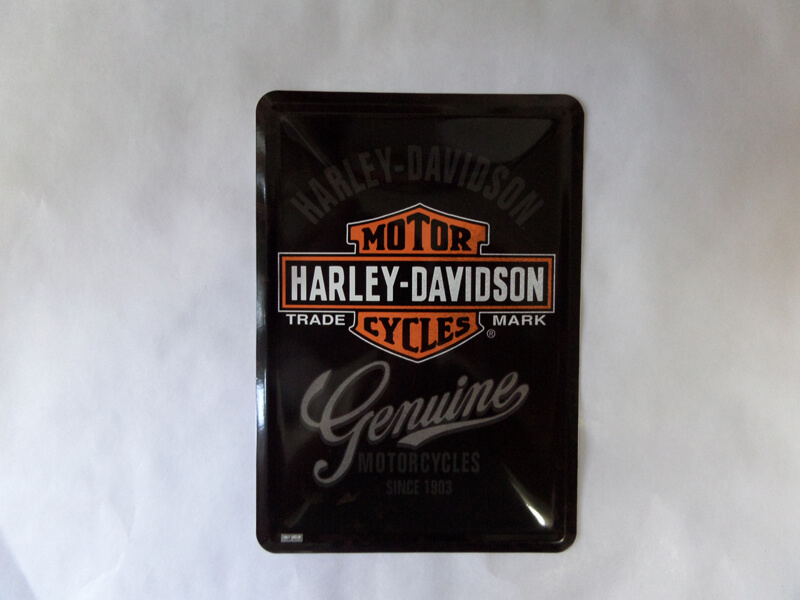 HARLEY-DAVIDSON
MOTOR
HARLEY-DAVIDSON
TRADE MARK
CYCLES
®
Genuine
MOTORCYCLES
SINCE 1903